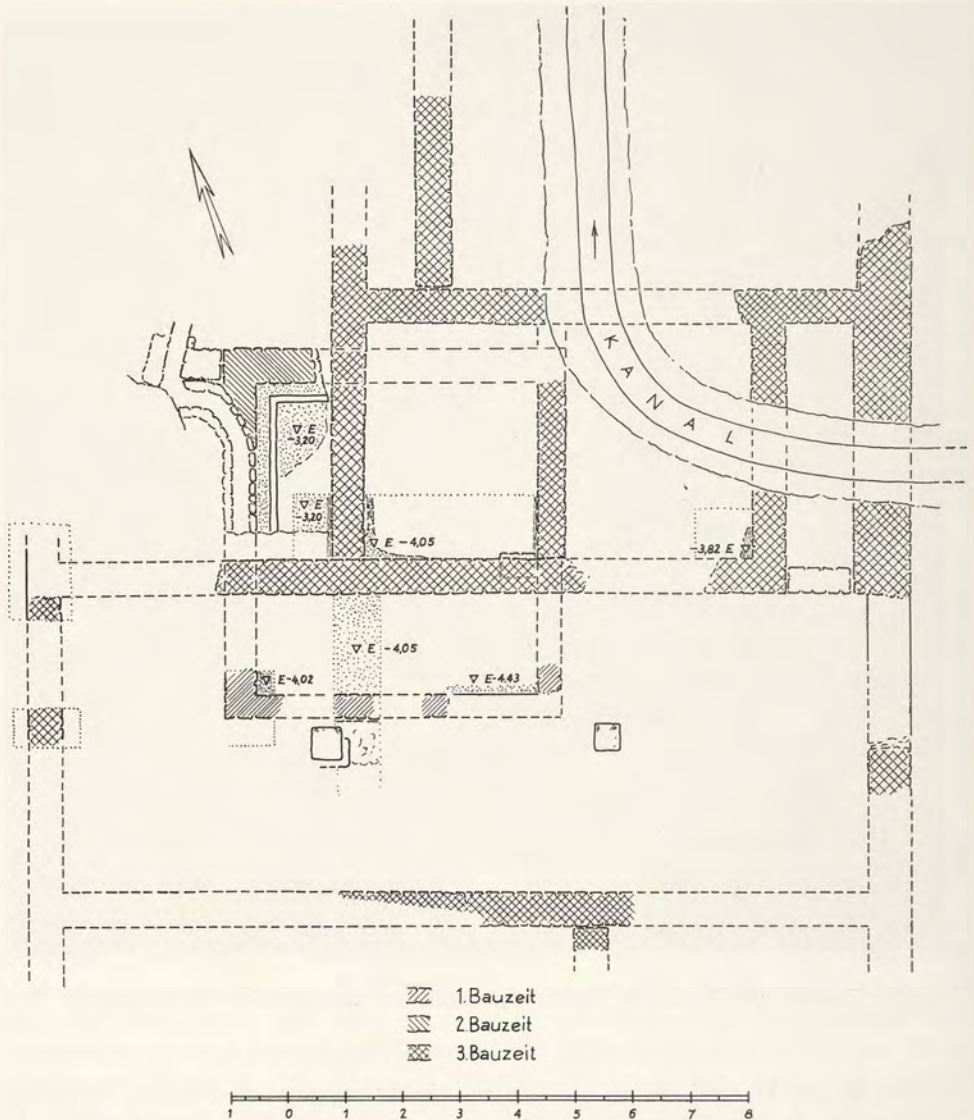 KANAL
▽ E
-3,20
▽ E
-3,20
▽ E -4,05
-3,82 E ▽
▽ E -4,05
▽ E-4,02
▽ E-4,43
1.Bauzeit
2.Bauzeit
3.Bauzeit
1 0 1 2 3 4 5 6 7 8